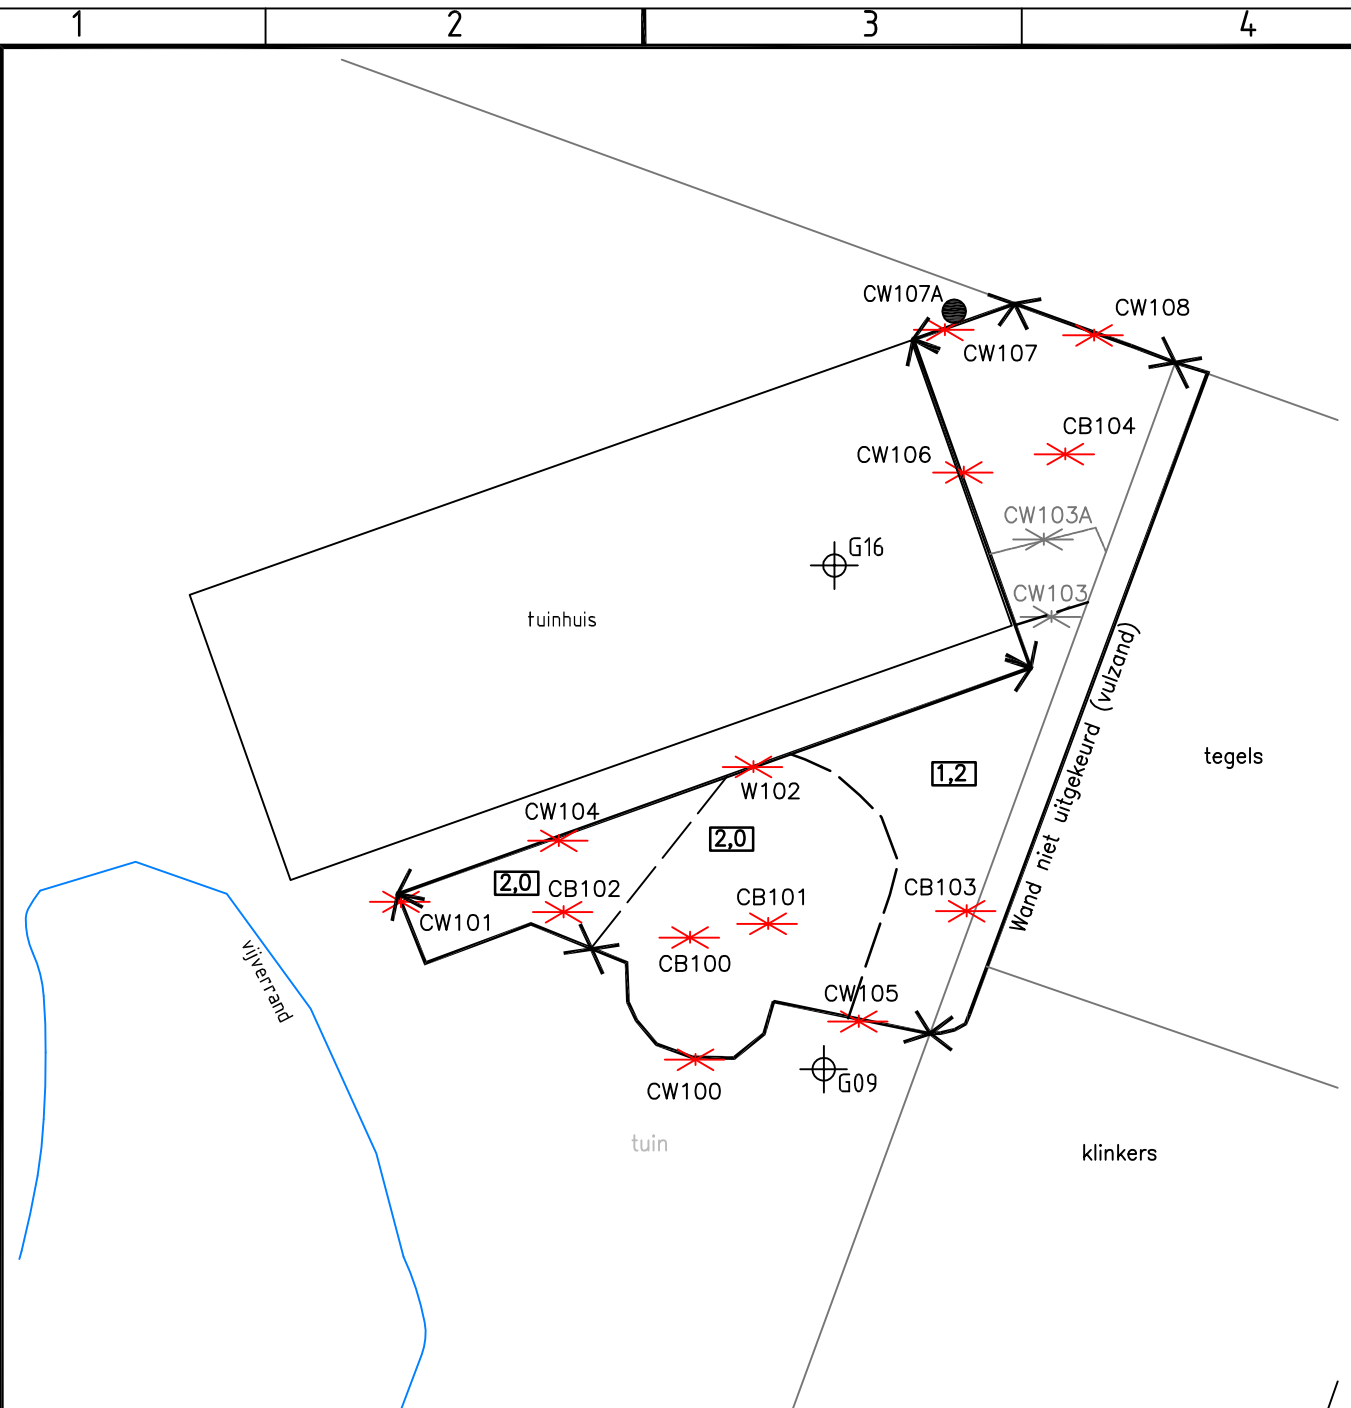 1
2
3
4
CW107A
CW108
CW107
CB104
CW106
CW103A
G16
CW103
tuinhuis
Wand niet uitgekeurd (vulzand)
tegels
1,2
W102
CW104
2,0
2,0
CB102
CB101
CB103
CW101
CB100
vijverrand
CW105
G09
CW100
tuin
klinkers